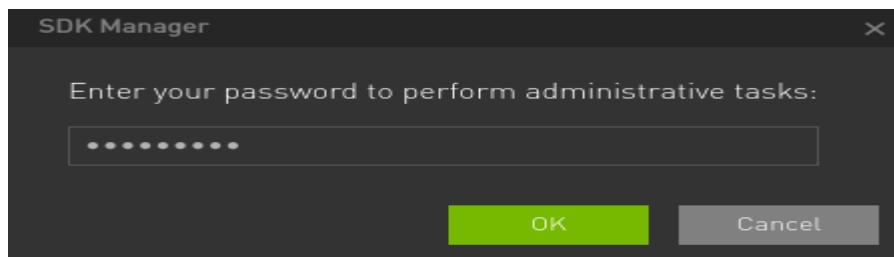 SDK Manager
Enter your password to perform administrative tasks:
•••••••••
OK Cancel